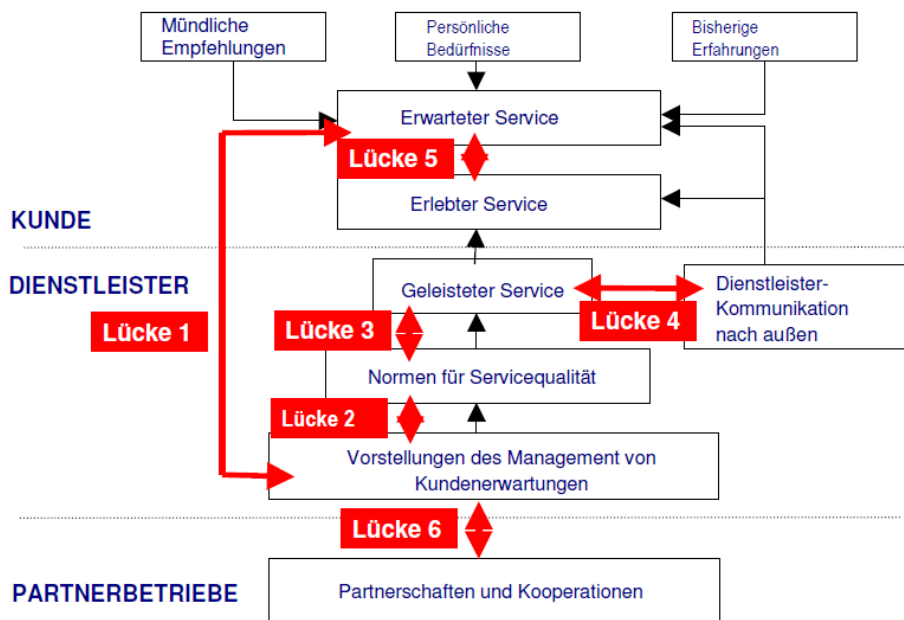 Mündliche
Empfehlungen
Persönliche
Bedürfnisse
Bisherige
Erfahrungen
Erwarteter Service
Lücke 5
Erlebter Service
KUNDE
DIENSTLEISTER
Geleisteter Service
Dienstleister-
Kommunikation
nach außen
Lücke 1
Lücke 3
Lücke 4
Normen für Servicequalität
Lücke 2
Vorstellungen des Management von
Kundenerwartungen
Lücke 6
PARTNERBETRIEBE
Partnerschaften und Kooperationen